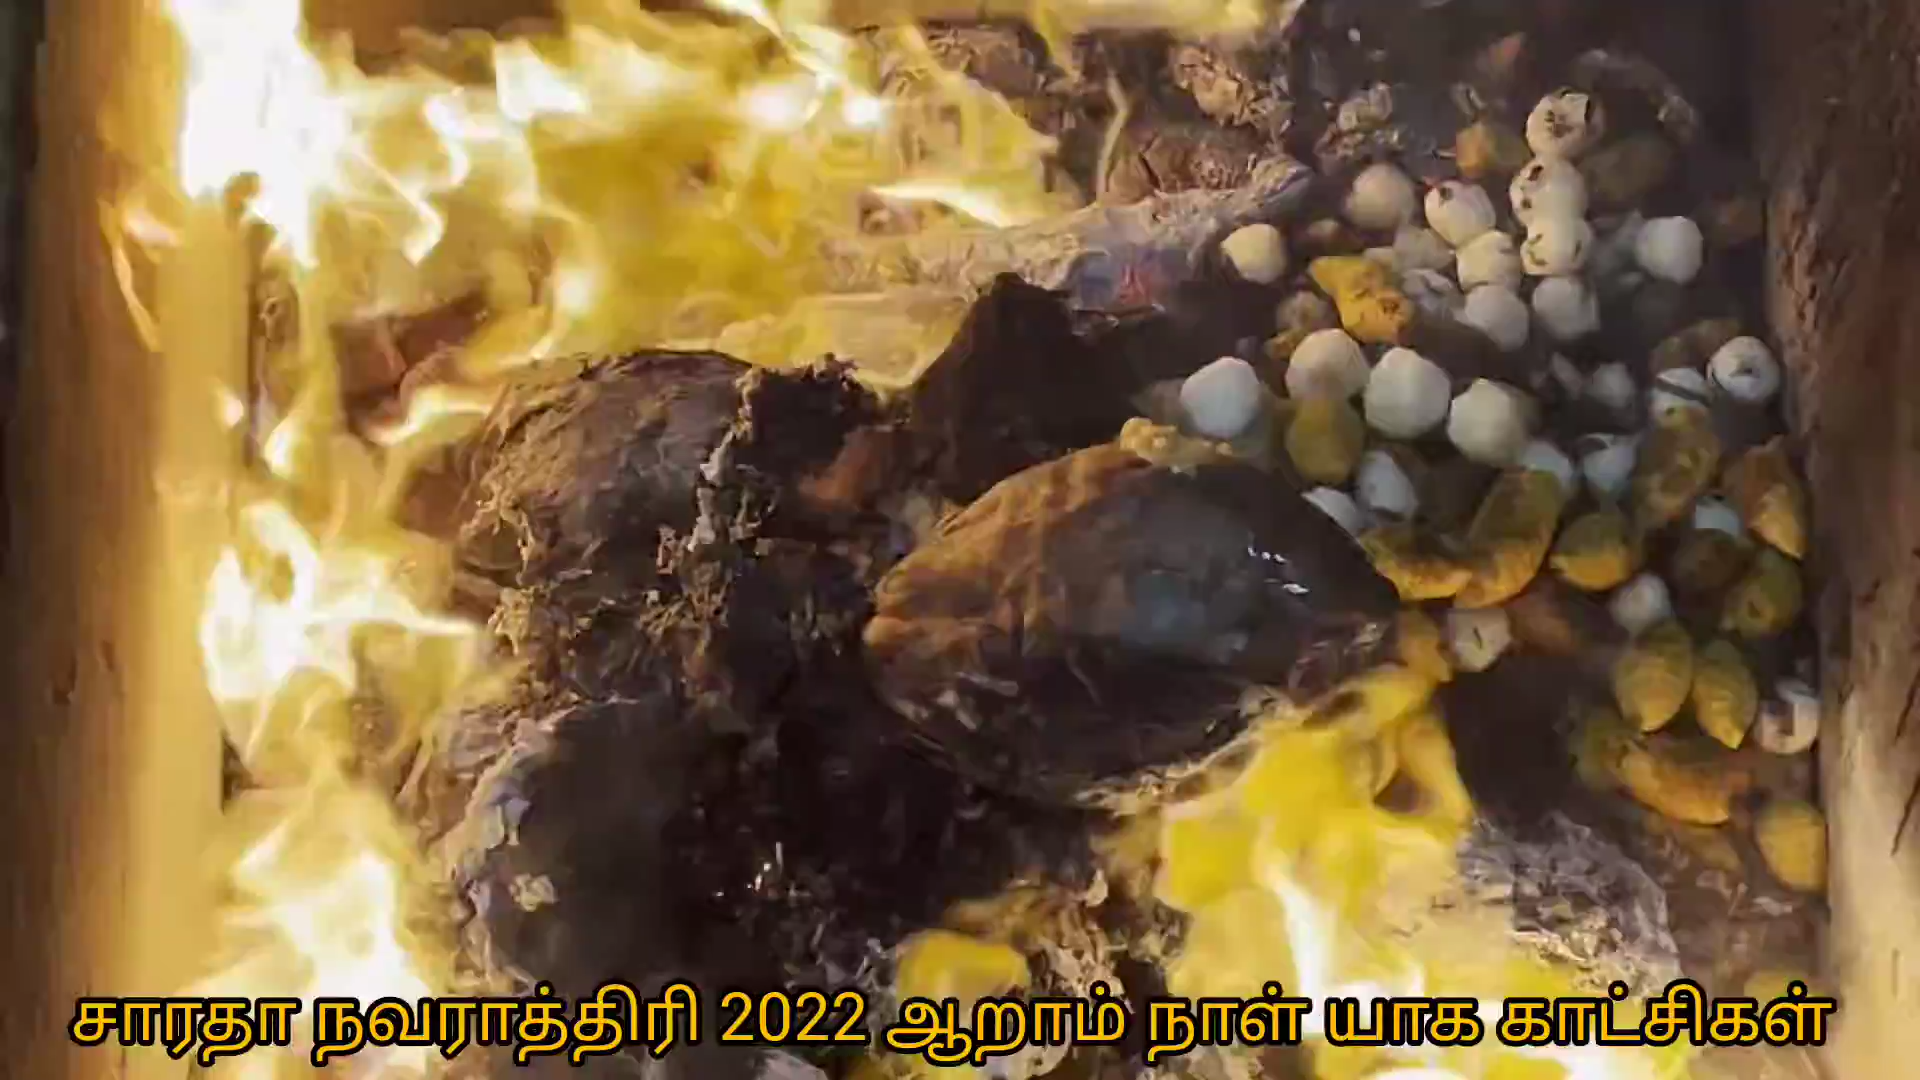 சாரதா நவராத்திரி 2022 ஆறாம் நாள் யாக காட்சிகள்